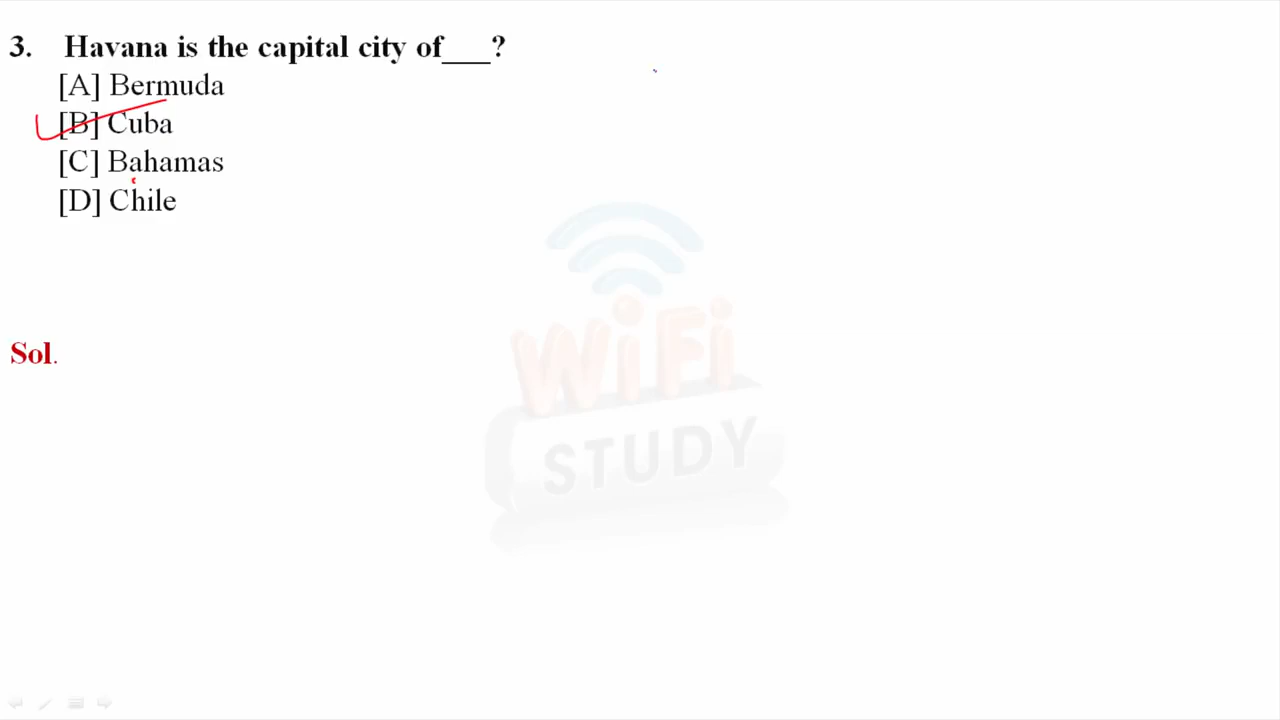 3. Havana is the capital city of___?
[A] Bermuda
[B] Cuba
[C] Bahamas
[D] Chile
Sol.
WiFi
STUDY